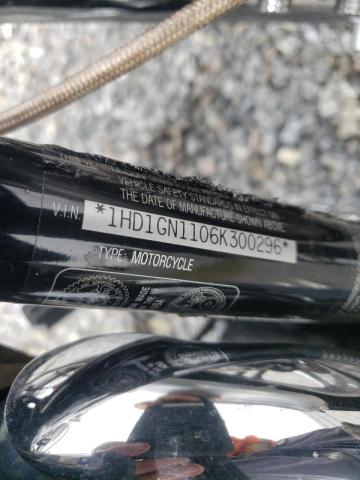 VEHICLE SAFETY STANDARDS IN EFFECT ON
THE DATE OF MANUFACTURE SHOWN ABOVE
V.I.N. *1HD1GN1106K300296*
TYPE: MOTORCYCLE